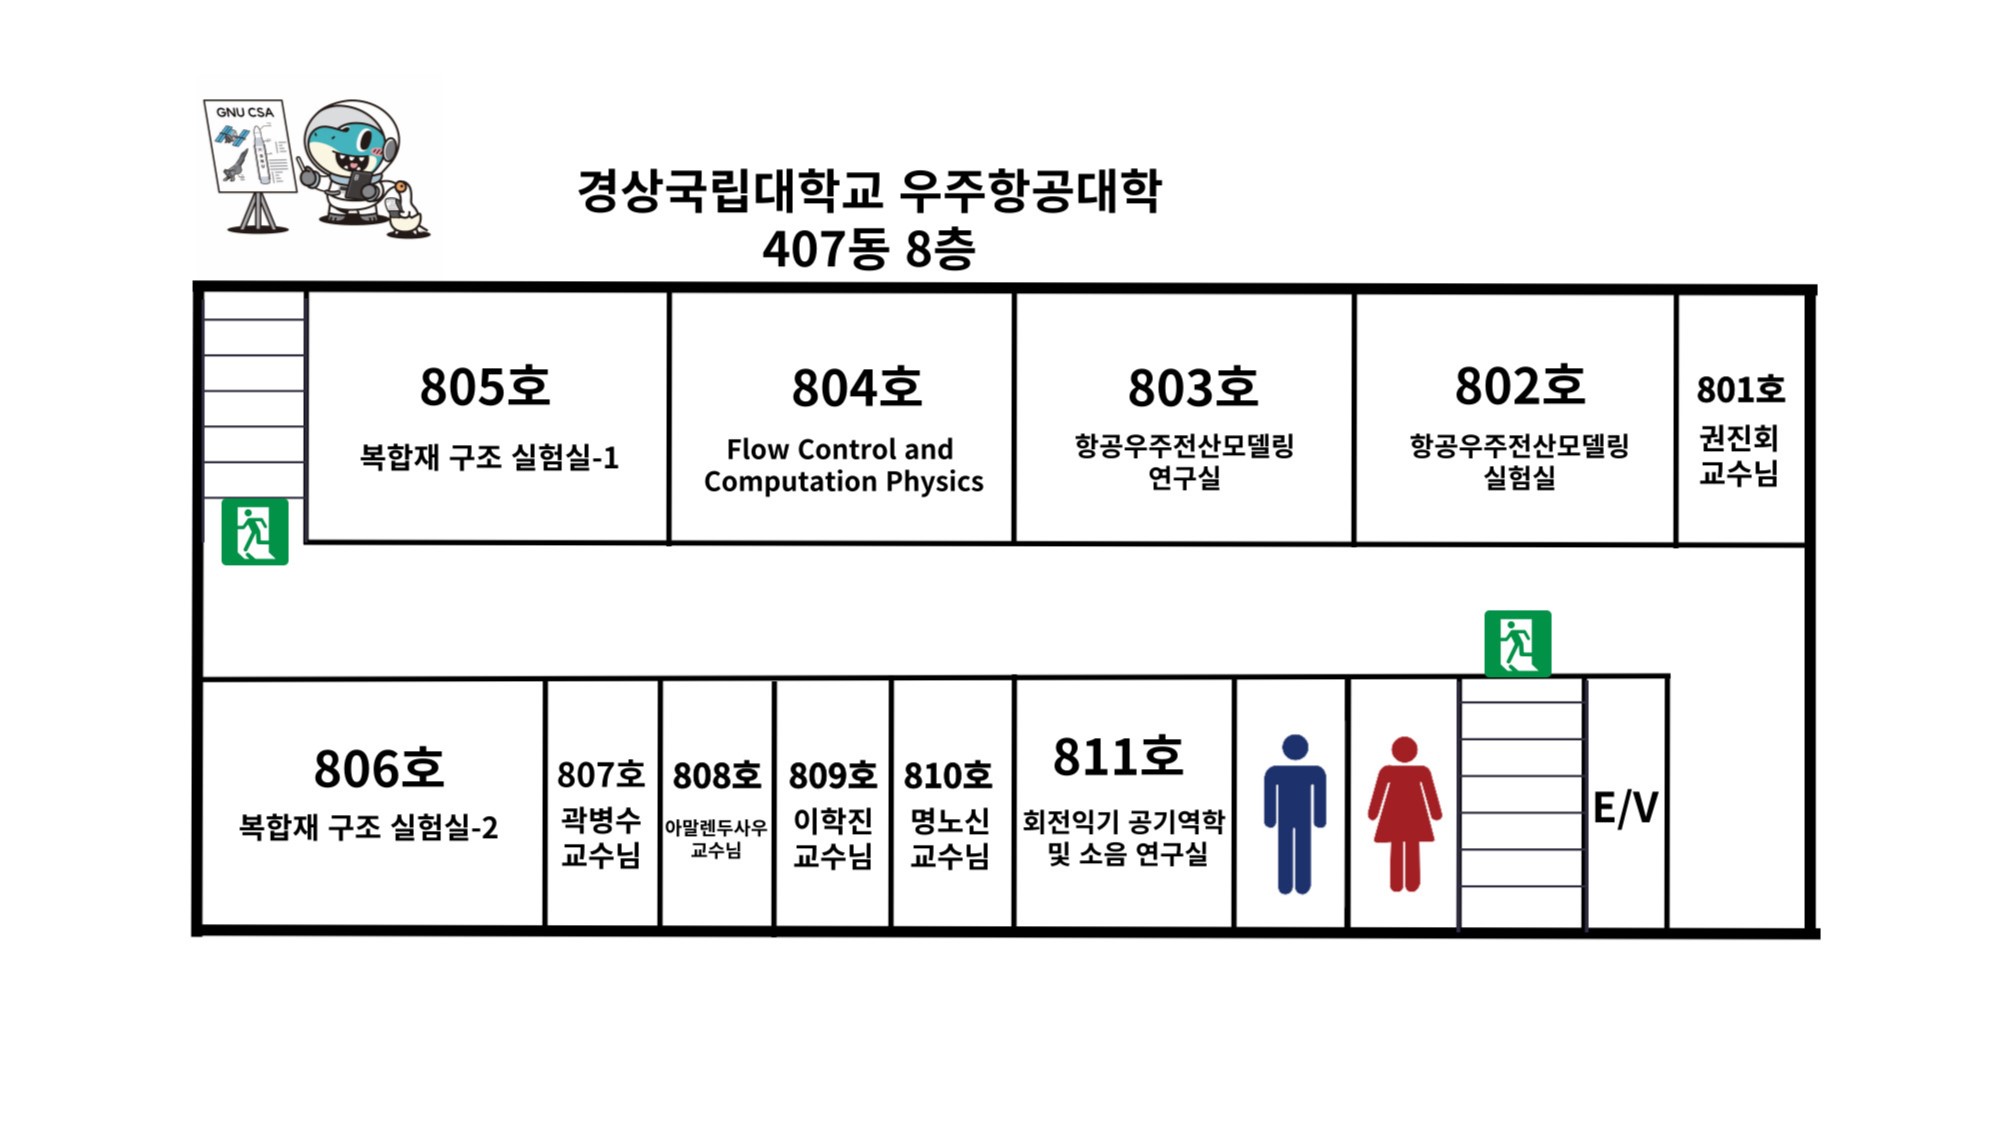 GNU CSA
경상국립대학교 우주항공대학
407동 8층
805호
복합재 구조 실험실-1
804호
Flow Control and
Computation Physics
803호
항공우주전산모델링
연구실
802호
항공우주전산모델링
실험실
801호
권진회
교수님
806호
복합재 구조 실험실-2
807호
곽병수
교수님
808호
아말렌두사우
교수님
809호
이학진
교수님
810호
명노신
교수님
811호
회전익기 공기역학
및 소음 연구실
E/V